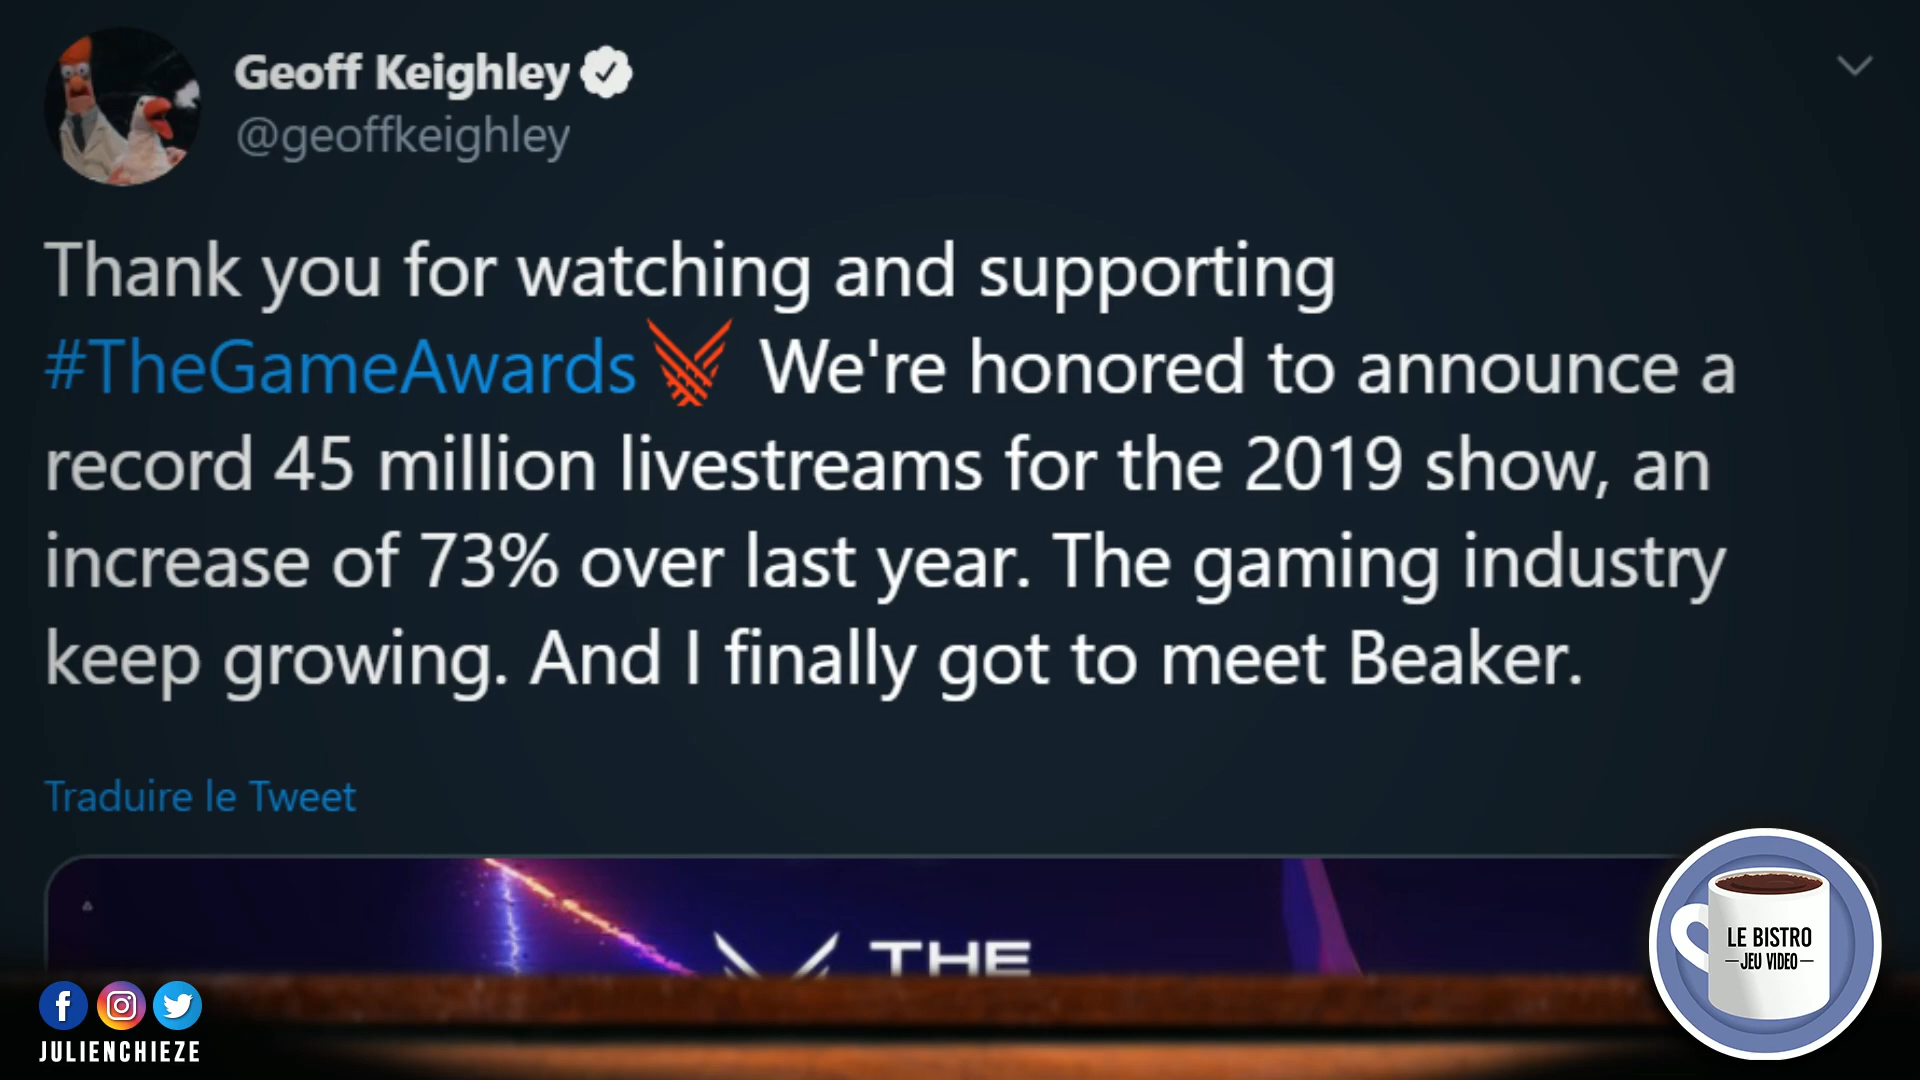 Geoff Keighley
@geoffkeighley
Thank you for watching and supporting
#TheGameAwards We're honored to announce a
record 45 million livestreams for the 2019 show, an
increase of 73% over last year. The gaming industry
keep growing. And I finally got to meet Beaker.
Traduire le Tweet
THE
LE BISTRO
JEU VIDEO
JULIENCHIEZE